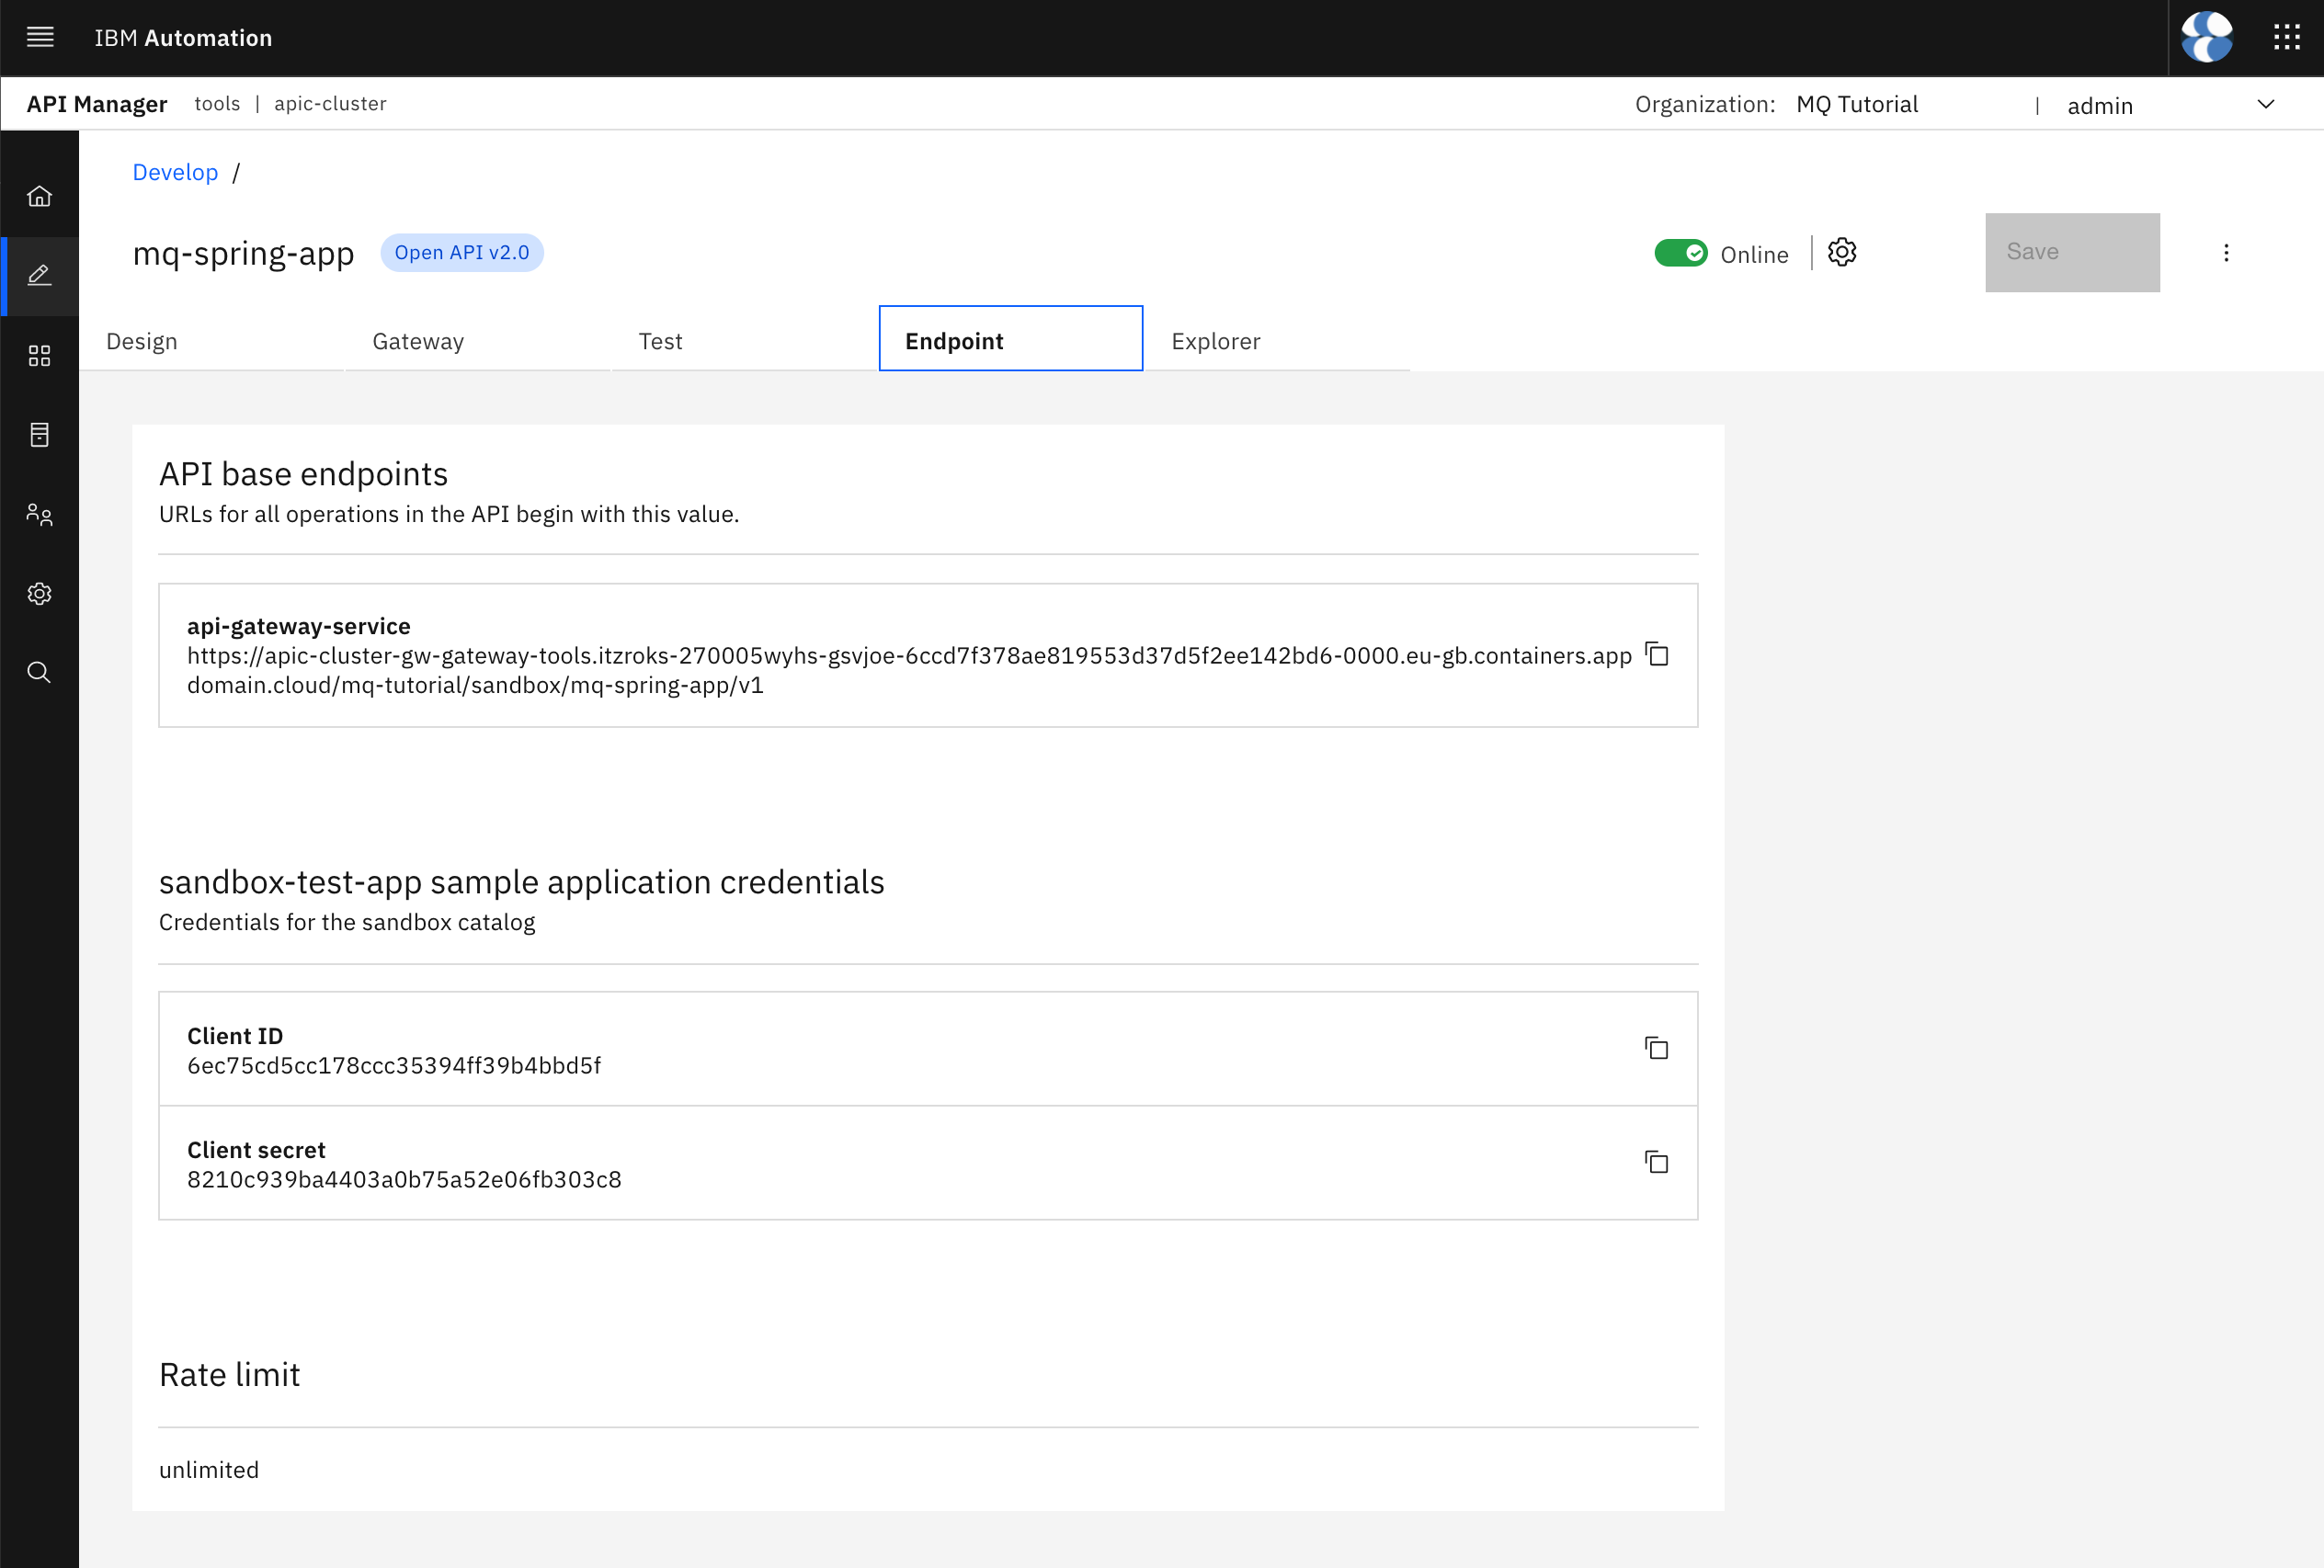 IBM Automation
API Manager tools | apic-cluster Organization: MQ Tutorial | admin
Develop /
mq-spring-app Open API v2.0 Online Save
Design Gateway Test Endpoint Explorer
API base endpoints
URLs for all operations in the API begin with this value.
api-gateway-service
https://apic-cluster-gw-gateway-tools.itzroks-270005wyhs-gsvjoe-6ccd7f378ae819553d37d5f2ee142bd6-0000.eu-gb.containers.app
domain.cloud/mq-tutorial/sandbox/mq-spring-app/v1
sandbox-test-app sample application credentials
Credentials for the sandbox catalog
Client ID
6ec75cd5cc178ccc35394ff39b4bbd5f
Client secret
8210c939ba4403a0b75a52e06fb303c8
Rate limit
unlimited